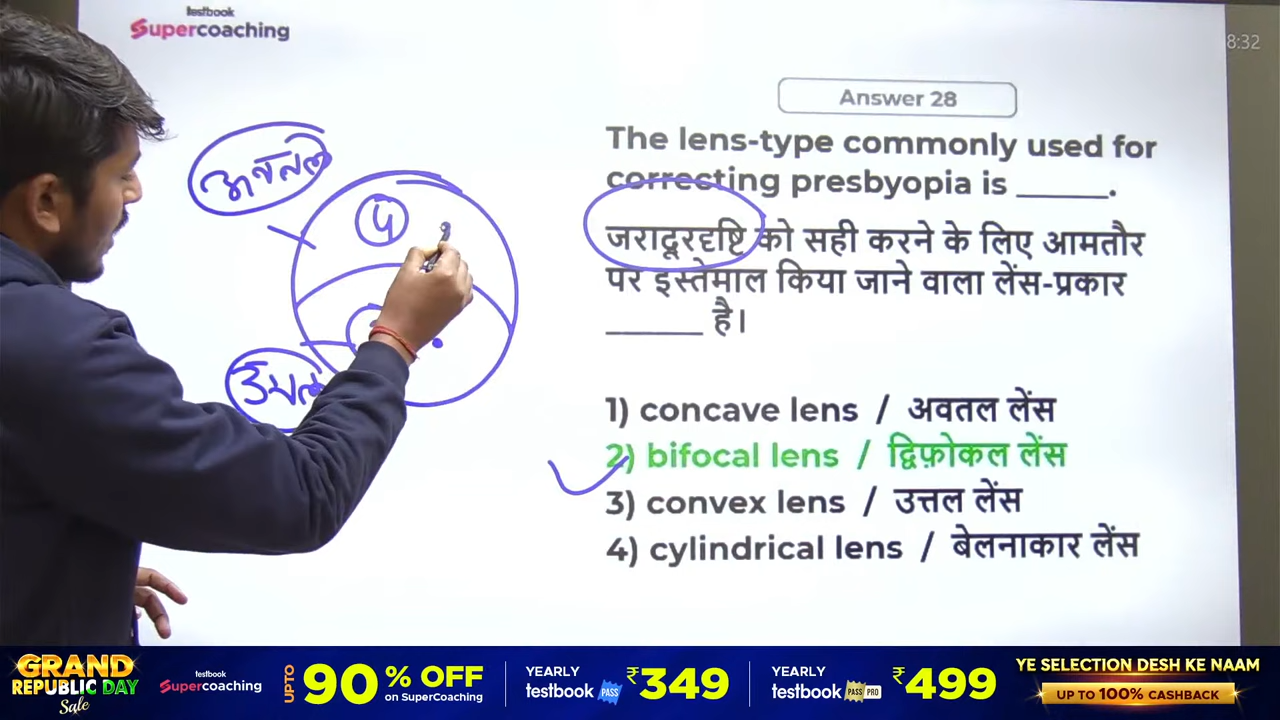 testbook
Supercoaching
8:32
Answer 28
The lens-type commonly used for
correcting presbyopia is ______.
जरादूरदृष्टि को सही करने के लिए आमतौर
पर इस्तेमाल किया जाने वाला लेंस-प्रकार
______ है।
1) concave lens / अवतल लेंस
2) bifocal lens / द्विफ़ोकल लेंस
3) convex lens / उत्तल लेंस
4) cylindrical lens / बेलनाकार लेंस
अवतल
GRAND
REPUBLIC DAY
Sale
testbook
Supercoaching
UPTO 90% OFF
on SuperCoaching
YEARLY
testbook PASS ₹349
YEARLY
testbook PASS PRO ₹499
YE SELECTION DESH KE NAAM
UP TO 100% CASHBACK